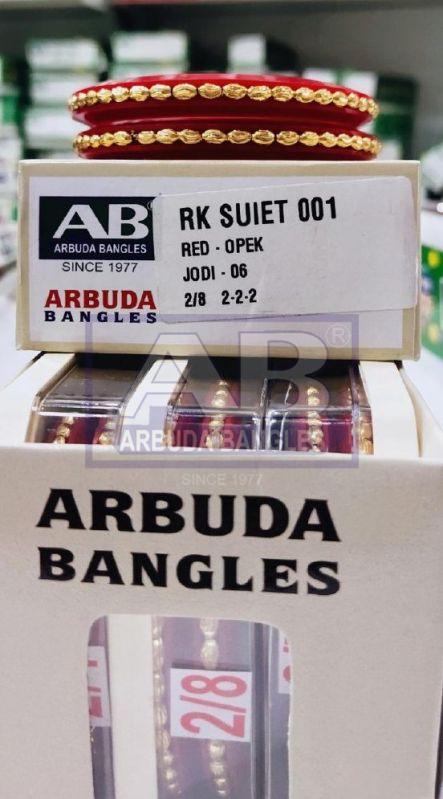 AB®
ARBUDA BANGLES
SINCE 1977
ARBUDA
BANGLES
RK SUIET 001
RED - OPEK
JODI - 06
2/8 2-2-2
AB®
ARBUDA BANGLES
SINCE 1977
ARBUDA
BANGLES
2/8